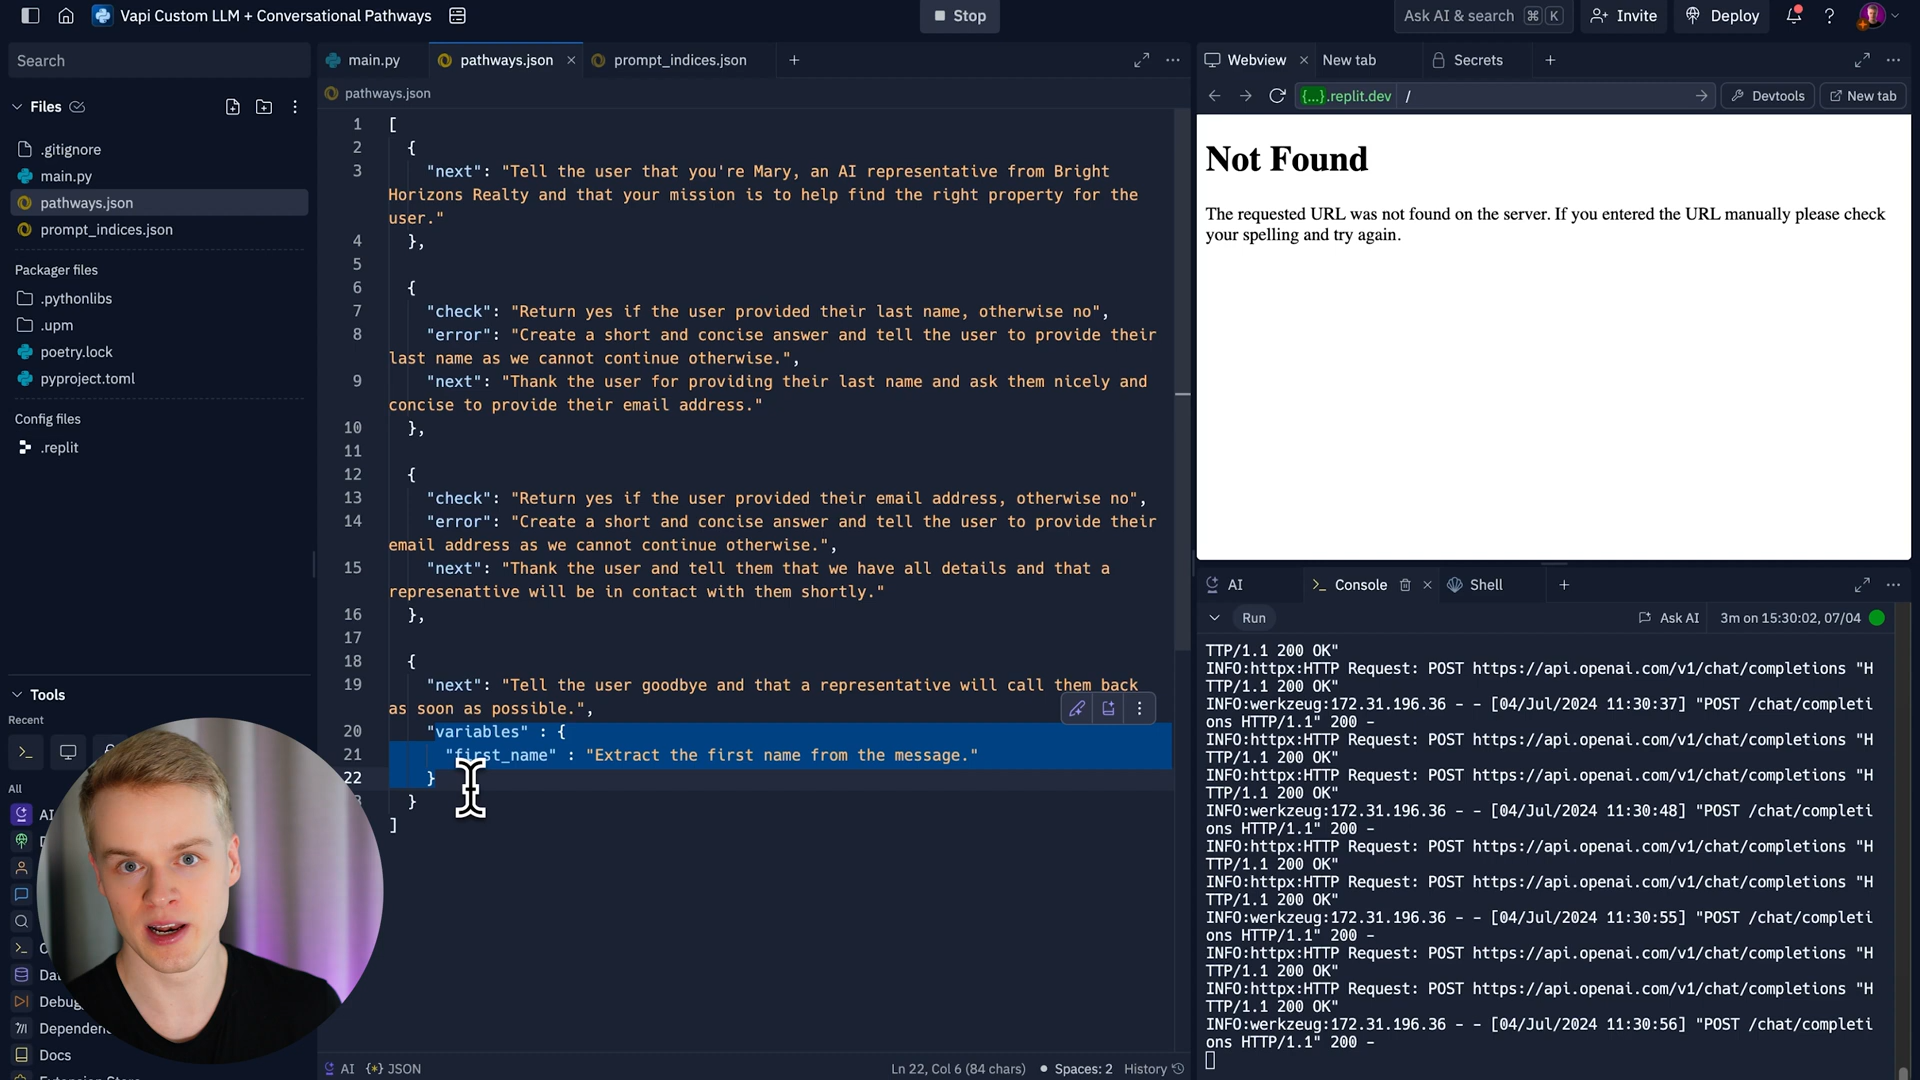 Vapi Custom LLM + Conversational Pathways
Stop
Ask AI & search ⌘ K
Invite
Deploy
Search
Files
.gitignore
main.py
pathways.json
prompt_indices.json
Packager files
.pythonlibs
.upm
poetry.lock
pyproject.toml
Config files
.replit
Tools
Recent
All
AI
Data
Debug
Depende
Docs
main.py
pathways.json
prompt_indices.json
pathways.json
1 [
2 {
3 "next": "Tell the user that you're Mary, an AI representative from Bright
Horizons Realty and that your mission is to help find the right property for the
user."
4 },
5
6 {
7 "check": "Return yes if the user provided their last name, otherwise no",
8 "error": "Create a short and concise answer and tell the user to provide their
last name as we cannot continue otherwise.",
9 "next": "Thank the user for providing their last name and ask them nicely and
concise to provide their email address."
10 },
11
12 {
13 "check": "Return yes if the user provided their email address, otherwise no",
14 "error": "Create a short and concise answer and tell the user to provide their
email address as we cannot continue otherwise.",
15 "next": "Thank the user and tell them that we have all details and that a
represenattive will be in contact with them shortly."
16 },
17
18 {
19 "next": "Tell the user goodbye and that a representative will call them back
as soon as possible.",
20 "variables" : {
21 "first_name" : "Extract the first name from the message."
22 }
}
]
AI {*} JSON
Ln 22, Col 6 (84 chars)
Spaces: 2
History
Webview
New tab
Secrets
{...}.replit.dev /
Devtools
New tab
Not Found
The requested URL was not found on the server. If you entered the URL manually please check
your spelling and try again.
AI
Console
Shell
Run
Ask AI
3m on 15:30:02, 07/04
TTP/1.1 200 OK"
INFO:httpx:HTTP Request: POST https://api.openai.com/v1/chat/completions "H
TTP/1.1 200 OK"
INFO:werkzeug:172.31.196.36 - - [04/Jul/2024 11:30:37] "POST /chat/completi
ons HTTP/1.1" 200 -
INFO:httpx:HTTP Request: POST https://api.openai.com/v1/chat/completions "H
TTP/1.1 200 OK"
INFO:httpx:HTTP Request: POST https://api.openai.com/v1/chat/completions "H
TTP/1.1 200 OK"
INFO:werkzeug:172.31.196.36 - - [04/Jul/2024 11:30:48] "POST /chat/completi
ons HTTP/1.1" 200 -
INFO:httpx:HTTP Request: POST https://api.openai.com/v1/chat/completions "H
TTP/1.1 200 OK"
INFO:httpx:HTTP Request: POST https://api.openai.com/v1/chat/completions "H
TTP/1.1 200 OK"
INFO:werkzeug:172.31.196.36 - - [04/Jul/2024 11:30:55] "POST /chat/completi
ons HTTP/1.1" 200 -
INFO:httpx:HTTP Request: POST https://api.openai.com/v1/chat/completions "H
TTP/1.1 200 OK"
INFO:httpx:HTTP Request: POST https://api.openai.com/v1/chat/completions "H
TTP/1.1 200 OK"
INFO:werkzeug:172.31.196.36 - - [04/Jul/2024 11:30:56] "POST /chat/completi
ons HTTP/1.1" 200 -